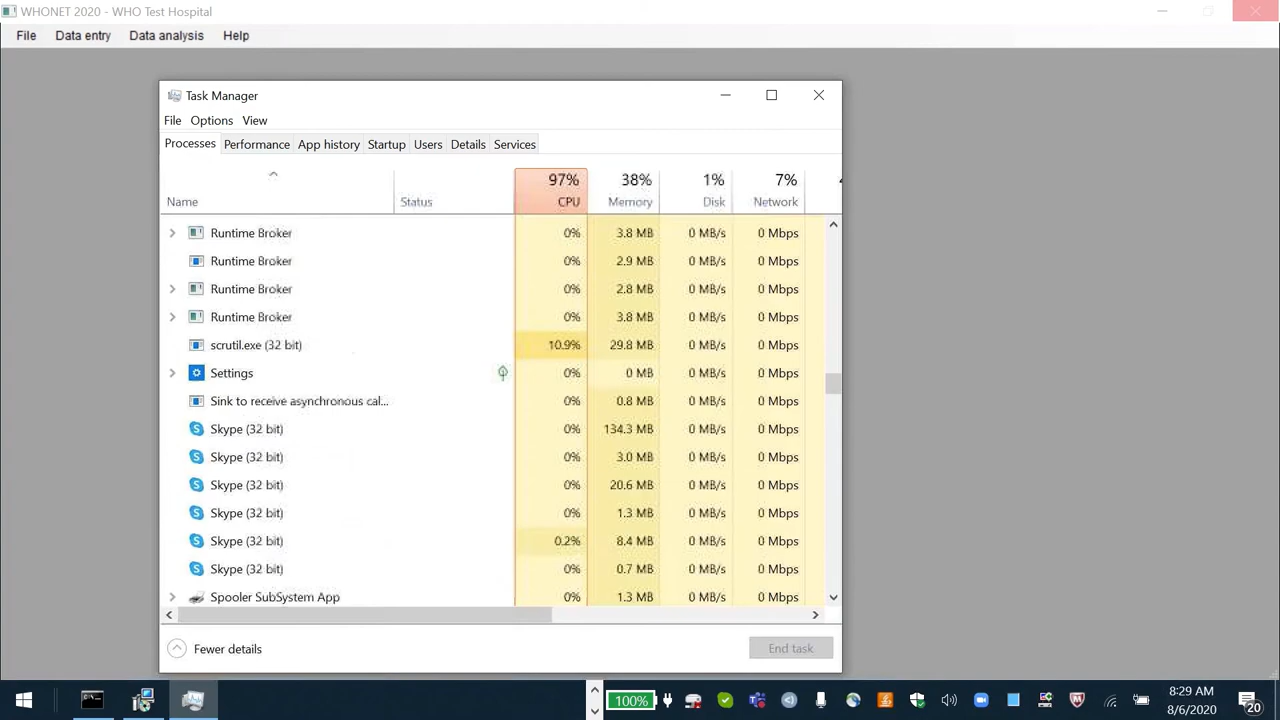 WHONET 2020 - WHO Test Hospital
File Data entry Data analysis Help
Task Manager
File Options View
Processes Performance App history Startup Users Details Services
97% 38% 1% 7%
Name Status CPU Memory Disk Network
Runtime Broker 0% 3.8 MB 0 MB/s 0 Mbps
Runtime Broker 0% 2.9 MB 0 MB/s 0 Mbps
Runtime Broker 0% 2.8 MB 0 MB/s 0 Mbps
Runtime Broker 0% 3.8 MB 0 MB/s 0 Mbps
scrutil.exe (32 bit) 10.9% 29.8 MB 0 MB/s 0 Mbps
Settings 0% 0 MB 0 MB/s 0 Mbps
Sink to receive asynchronous cal... 0% 0.8 MB 0 MB/s 0 Mbps
Skype (32 bit) 0% 134.3 MB 0 MB/s 0 Mbps
Skype (32 bit) 0% 3.0 MB 0 MB/s 0 Mbps
Skype (32 bit) 0% 20.6 MB 0 MB/s 0 Mbps
Skype (32 bit) 0% 1.3 MB 0 MB/s 0 Mbps
Skype (32 bit) 0.2% 8.4 MB 0 MB/s 0 Mbps
Skype (32 bit) 0% 0.7 MB 0 MB/s 0 Mbps
Spooler SubSystem App 0% 1.3 MB 0 MB/s 0 Mbps
Fewer details End task
100%
8:29 AM
8/6/2020
20